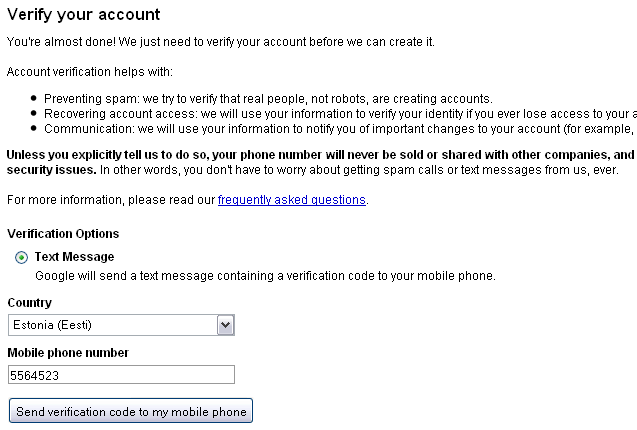 Verify your account
You're almost done! We just need to verify your account before we can create it.
Account verification helps with:
Preventing spam: we try to verify that real people, not robots, are creating accounts.
Recovering account access: we will use your information to verify your identity if you ever lose access to your a
Communication: we will use your information to notify you of important changes to your account (for example,
Unless you explicitly tell us to do so, your phone number will never be sold or shared with other companies, and
security issues. In other words, you don't have to worry about getting spam calls or text messages from us, ever.
For more information, please read our frequently asked questions.
Verification Options
Text Message
Google will send a text message containing a verification code to your mobile phone.
Country
Estonia (Eesti)
Mobile phone number
5564523
Send verification code to my mobile phone